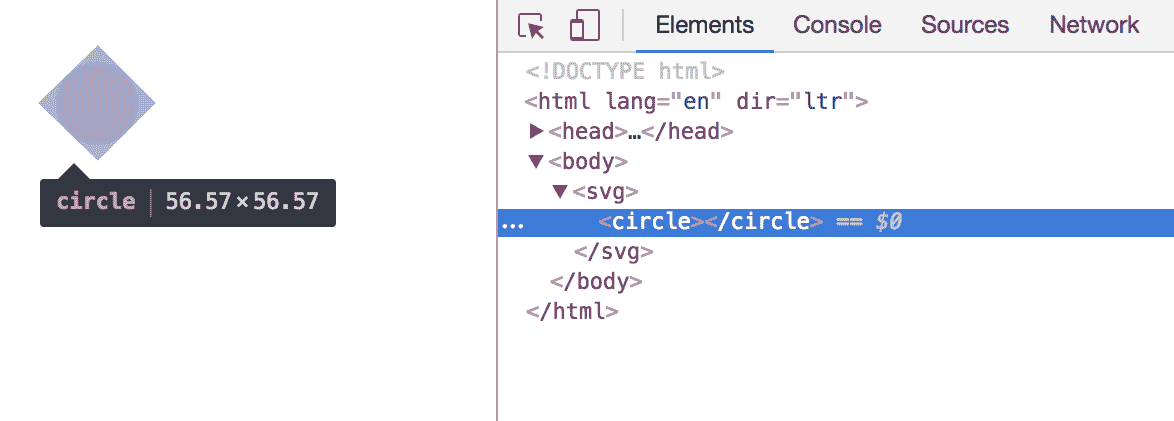 Elements Console Sources Network
<!DOCTYPE html>
<html lang="en" dir="ltr">
▶<head>…</head>
▼<body>
▼<svg>
... <circle></circle> == $0
</svg>
</body>
</html>
circle 56.57×56.57